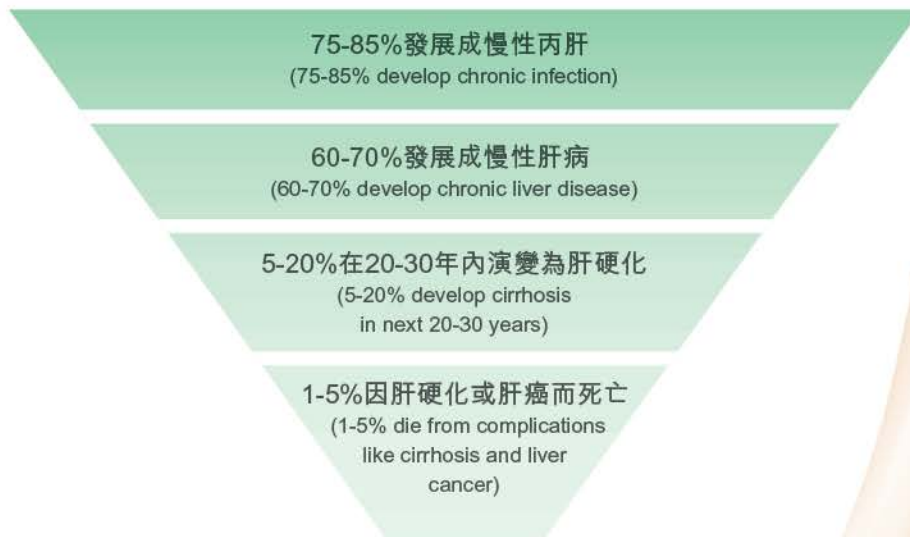 75-85%發展成慢性丙肝
(75-85% develop chronic infection)
60-70%發展成慢性肝病
(60-70% develop chronic liver disease)
5-20%在20-30年內演變為肝硬化
(5-20% develop cirrhosis
in next 20-30 years)
1-5%因肝硬化或肝癌而死亡
(1-5% die from complications
like cirrhosis and liver
cancer)